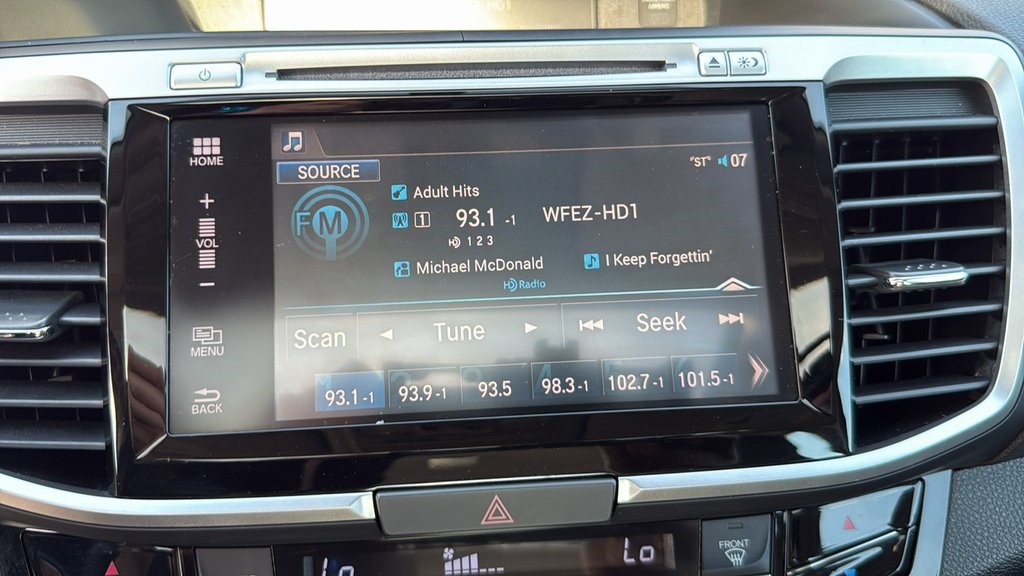 HOME
SOURCE
"ST" 07
+
VOL
-
FM
Adult Hits
1 93.1 -1 WFEZ-HD1
HD 1 2 3
Michael McDonald I Keep Forgettin'
HD Radio
MENU
Scan Tune Seek
BACK
93.1 -1 93.9 -1 93.5 98.3 -1 102.7 -1 101.5 -1
Lo Lo
FRONT